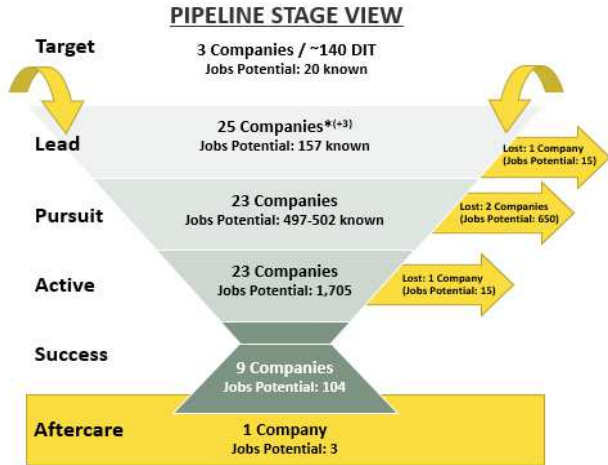 PIPELINE STAGE VIEW
Target
3 Companies / ~140 DIT
Jobs Potential: 20 known
Lead
25 Companies*(+3)
Jobs Potential: 157 known
Lost: 1 Company
(Jobs Potential: 15)
Pursuit
23 Companies
Jobs Potential: 497-502 known
Lost: 2 Companies
(Jobs Potential: 650)
Active
23 Companies
Jobs Potential: 1,705
Lost: 1 Company
(Jobs Potential: 15)
Success
9 Companies
Jobs Potential: 104
Aftercare
1 Company
Jobs Potential: 3